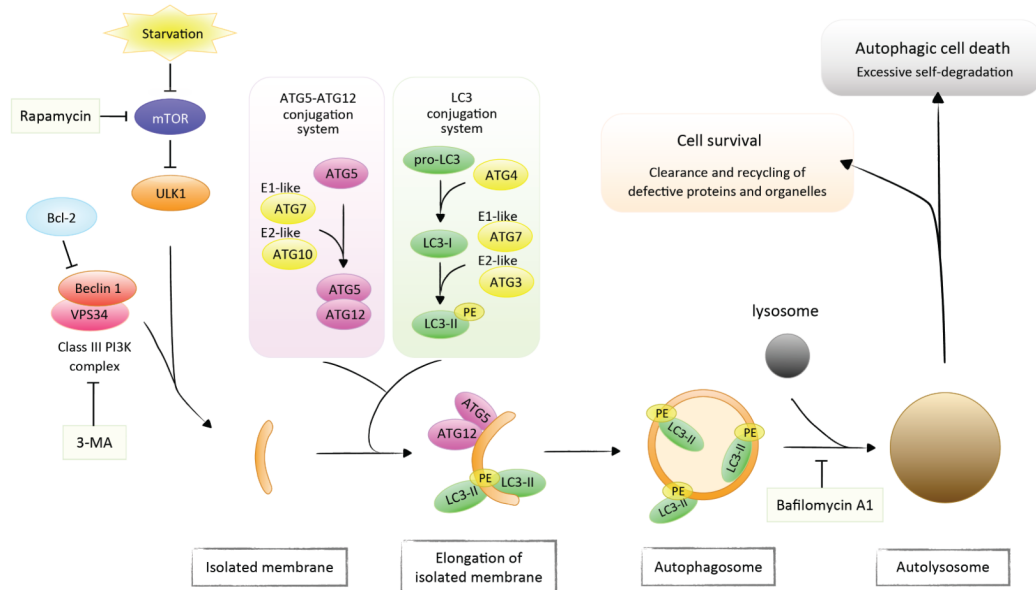 Starvation
Rapamycin
mTOR
ULK1
Bcl-2
Beclin 1
VPS34
Class III PI3K
complex
3-MA
ATG5-ATG12
conjugation
system
ATG5
E1-like
ATG7
E2-like
ATG10
ATG5
ATG12
LC3
conjugation
system
pro-LC3
ATG4
LC3-I
E1-like
ATG7
E2-like
ATG3
LC3-II
PE
Autophagic cell death
Excessive self-degradation
Cell survival
Clearance and recycling of
defective proteins and organelles
lysosome
ATG5
ATG12
PE
LC3-II
LC3-II
PE
LC3-II
PE
LC3-II
PE
LC3-II
Bafilomycin A1
Isolated membrane
Elongation of
isolated membrane
Autophagosome
Autolysosome